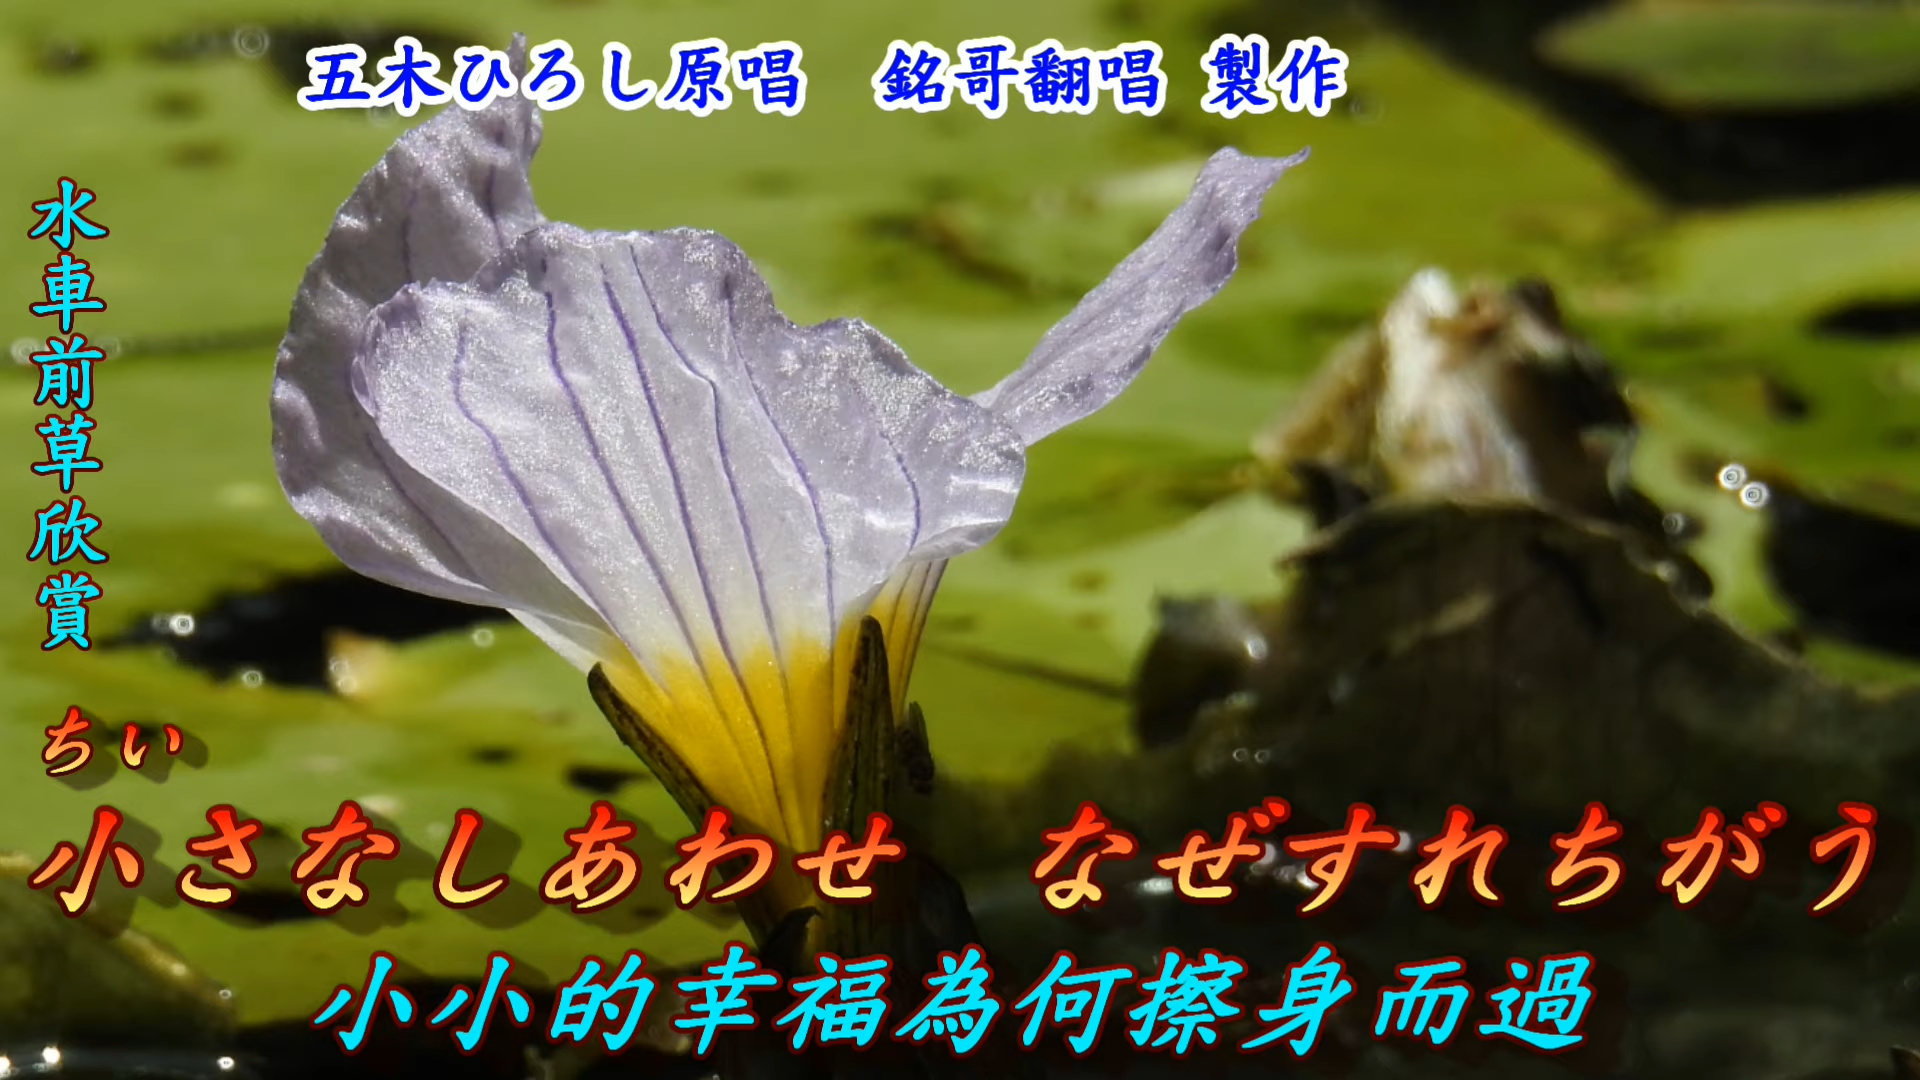 五木ひろし原唱　銘哥翻唱 製作
水車前草欣賞
ちい
小さなしあわせ　なぜすれちがう
小小的幸福為何擦身而過